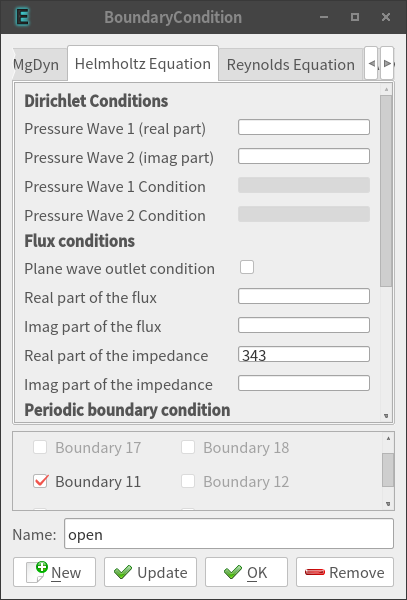 BoundaryCondition
MgDyn Helmholtz Equation Reynolds Equation
Dirichlet Conditions
Pressure Wave 1 (real part)
Pressure Wave 2 (imag part)
Pressure Wave 1 Condition
Pressure Wave 2 Condition
Flux conditions
Plane wave outlet condition
Real part of the flux
Imag part of the flux
Real part of the impedance 343
Imag part of the impedance
Periodic boundary condition
Boundary 17 Boundary 18
Boundary 11 Boundary 12
Name: open
New Update OK Remove